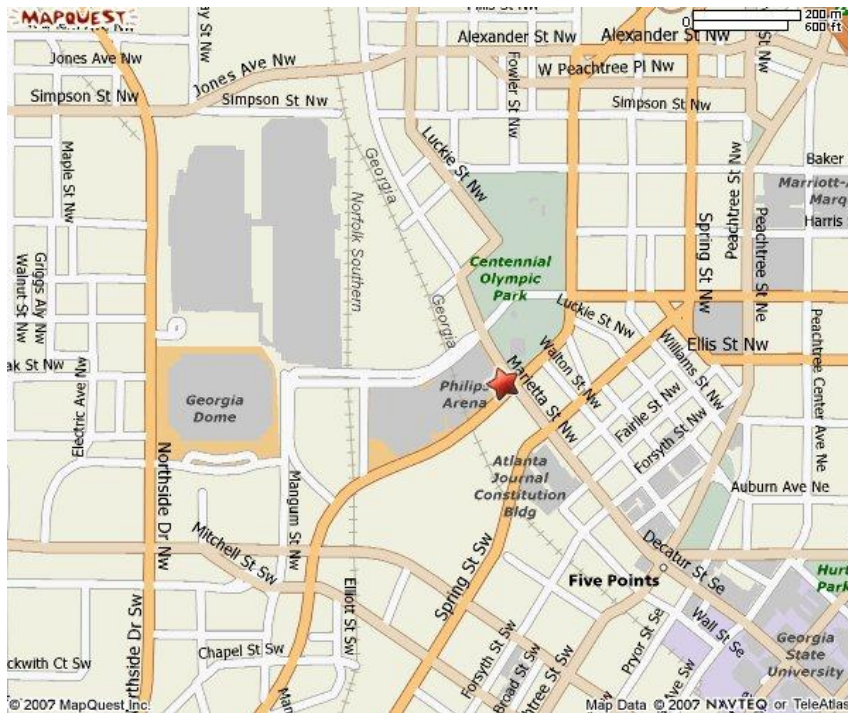 MAPQUEST
0 200 m
600 ft
Alexander St Nw
Alexander St Nw
Jones Ave Nw
Jones Ave Nw
W Peachtree Pl Nw
Fowler St Nw
Simpson St Nw
Simpson St Nw
Simpson St Nw
Luckie St Nw
Maple St Nw
Georgia
Norfolk Southern
Baker
Peachtree St Nw
Peachtree St Ne
Harris
Spring St Nw
Centennial
Olympic
Park
Griggs Aly Nw
Walnut St Nw
Georgia
Luckie St Nw
Walton St Nw
Williams St Nw
Ellis St Nw
Peachtree Center Ave Ne
Marietta St Nw
Philips
Arena
Georgia
Dome
Electric Ave Nw
Fairlie St Nw
Forsyth St Nw
Atlanta
Journal
Constitution
Bldg
Auburn Ave Ne
Northside Dr Nw
Mangum St Nw
Mitchell St Sw
Spring St Sw
Decatur St Se
Five Points
Elliott St Sw
Wall St Se
Pryor St Se
Georgia
State
University
Chapel St Sw
Forsyth St Sw
Broad St Sw
© 2007 MapQuest Inc.
Map Data © 2007 NAVTEQ or TeleAtlas